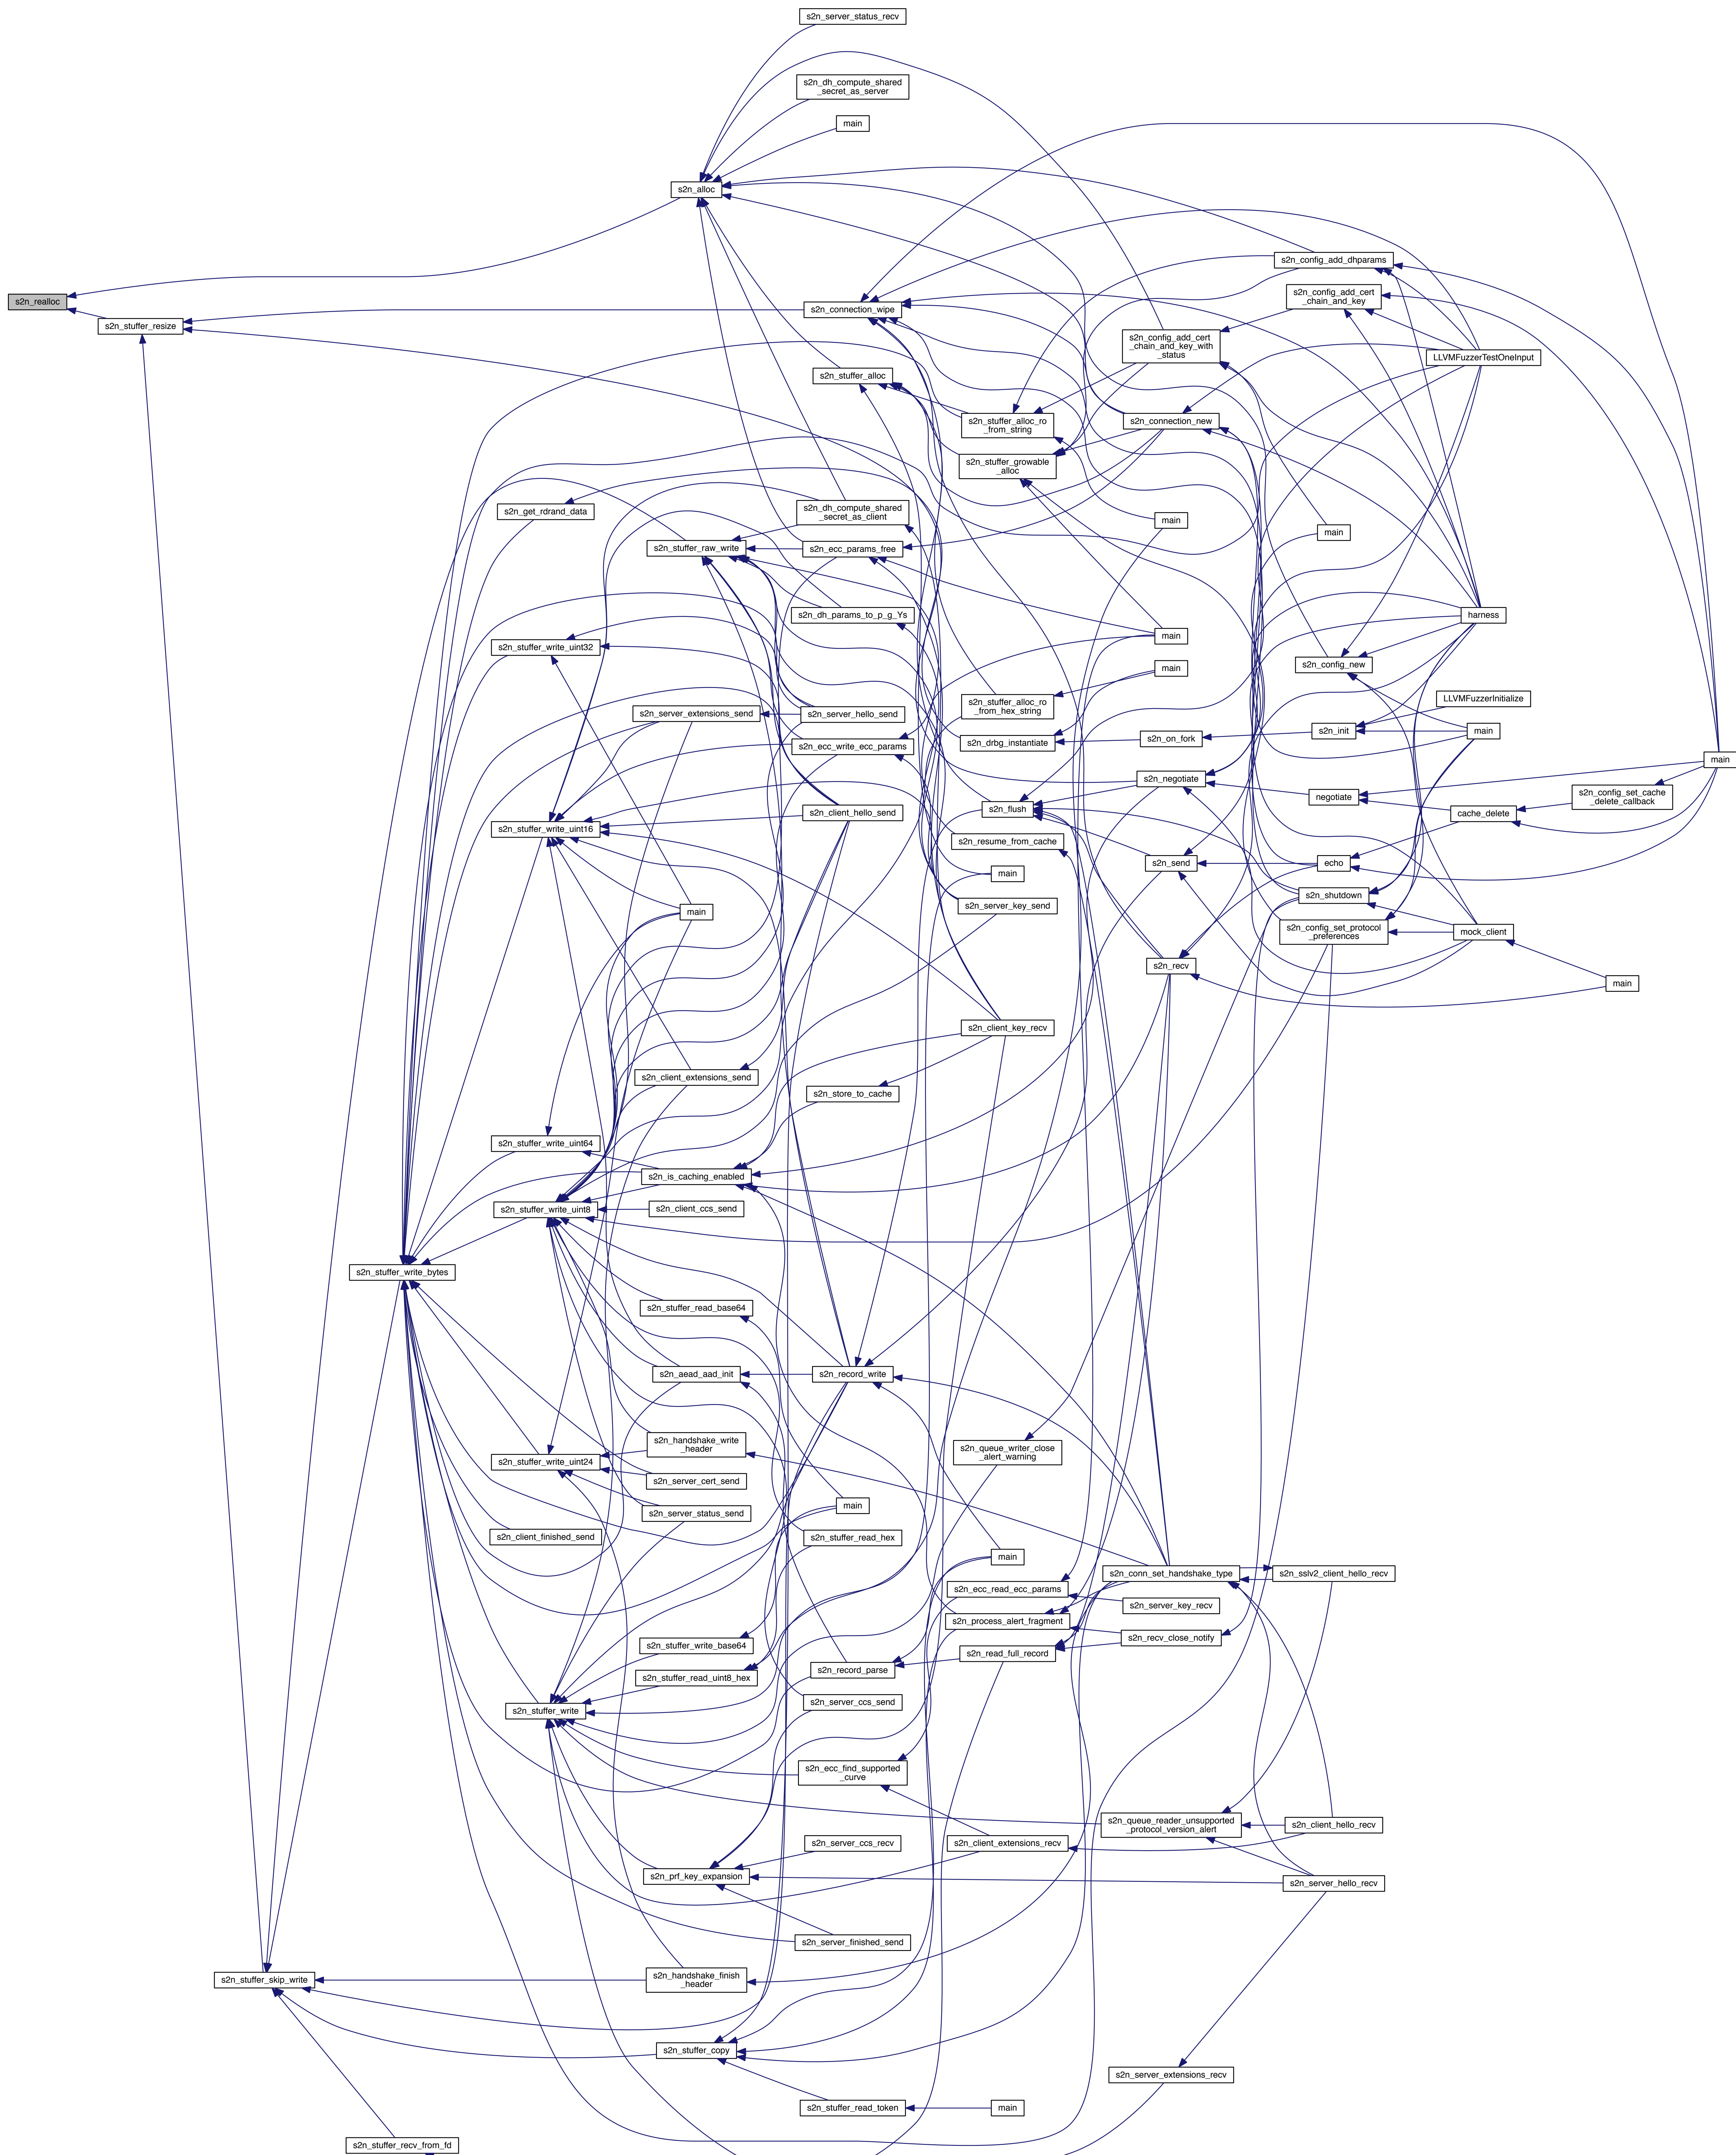 s2n_server_status_recv
s2n_dh_compute_shared
_secret_as_server
main
s2n_alloc
s2n_config_add_dhparams
s2n_realloc
s2n_config_add_cert
_chain_and_key
s2n_connection_wipe
s2n_stuffer_resize
s2n_config_add_cert
_chain_and_key_with
_status
LLVMFuzzerTestOneInput
s2n_stuffer_alloc
s2n_stuffer_alloc_ro
_from_string
s2n_connection_new
s2n_stuffer_growable
_alloc
s2n_get_rdrand_data
s2n_dh_compute_shared
_secret_as_client
main
main
s2n_stuffer_raw_write
s2n_ecc_params_free
s2n_dh_params_to_p_g_Ys
harness
main
s2n_stuffer_write_uint32
s2n_config_new
main
LLVMFuzzerInitialize
s2n_stuffer_alloc_ro
_from_hex_string
s2n_server_extensions_send
s2n_server_hello_send
s2n_init
main
s2n_ecc_write_ecc_params
s2n_drbg_instantiate
s2n_on_fork
main
s2n_negotiate
negotiate
s2n_config_set_cache
_delete_callback
s2n_flush
s2n_client_hello_send
cache_delete
s2n_stuffer_write_uint16
s2n_resume_from_cache
s2n_send
echo
main
s2n_shutdown
s2n_server_key_send
main
s2n_config_set_protocol
_preferences
mock_client
s2n_recv
main
s2n_client_key_recv
s2n_client_extensions_send
s2n_store_to_cache
s2n_stuffer_write_uint64
s2n_is_caching_enabled
s2n_stuffer_write_uint8
s2n_client_ccs_send
s2n_stuffer_write_bytes
s2n_stuffer_read_base64
s2n_aead_aad_init
s2n_record_write
s2n_handshake_write
_header
s2n_queue_writer_close
_alert_warning
s2n_stuffer_write_uint24
s2n_server_cert_send
main
s2n_server_status_send
s2n_client_finished_send
s2n_stuffer_read_hex
main
s2n_conn_set_handshake_type
s2n_sslv2_client_hello_recv
s2n_ecc_read_ecc_params
s2n_server_key_recv
s2n_process_alert_fragment
s2n_recv_close_notify
s2n_stuffer_write_base64
s2n_read_full_record
s2n_record_parse
s2n_stuffer_read_uint8_hex
s2n_server_ccs_send
s2n_stuffer_write
s2n_ecc_find_supported
_curve
s2n_queue_reader_unsupported
_protocol_version_alert
s2n_client_hello_recv
s2n_server_ccs_recv
s2n_client_extensions_recv
s2n_prf_key_expansion
s2n_server_hello_recv
s2n_server_finished_send
s2n_stuffer_skip_write
s2n_handshake_finish
_header
s2n_stuffer_copy
s2n_server_extensions_recv
s2n_stuffer_read_token
main
s2n_stuffer_recv_from_fd